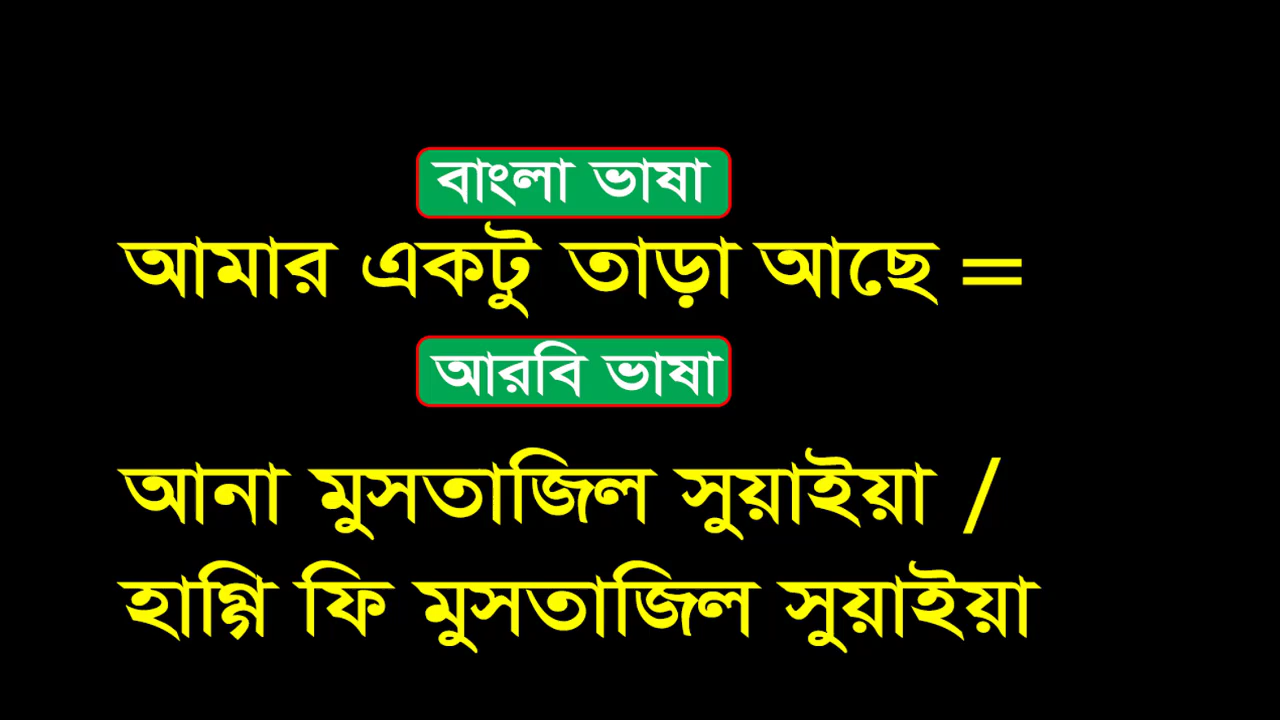 বাংলা ভাষা
আমার একটু তাড়া আছে =
আরবি ভাষা
আনা মুসতাজিল সুয়াইয়া /
হাগ্গি ফি মুসতাজিল সুয়াইয়া